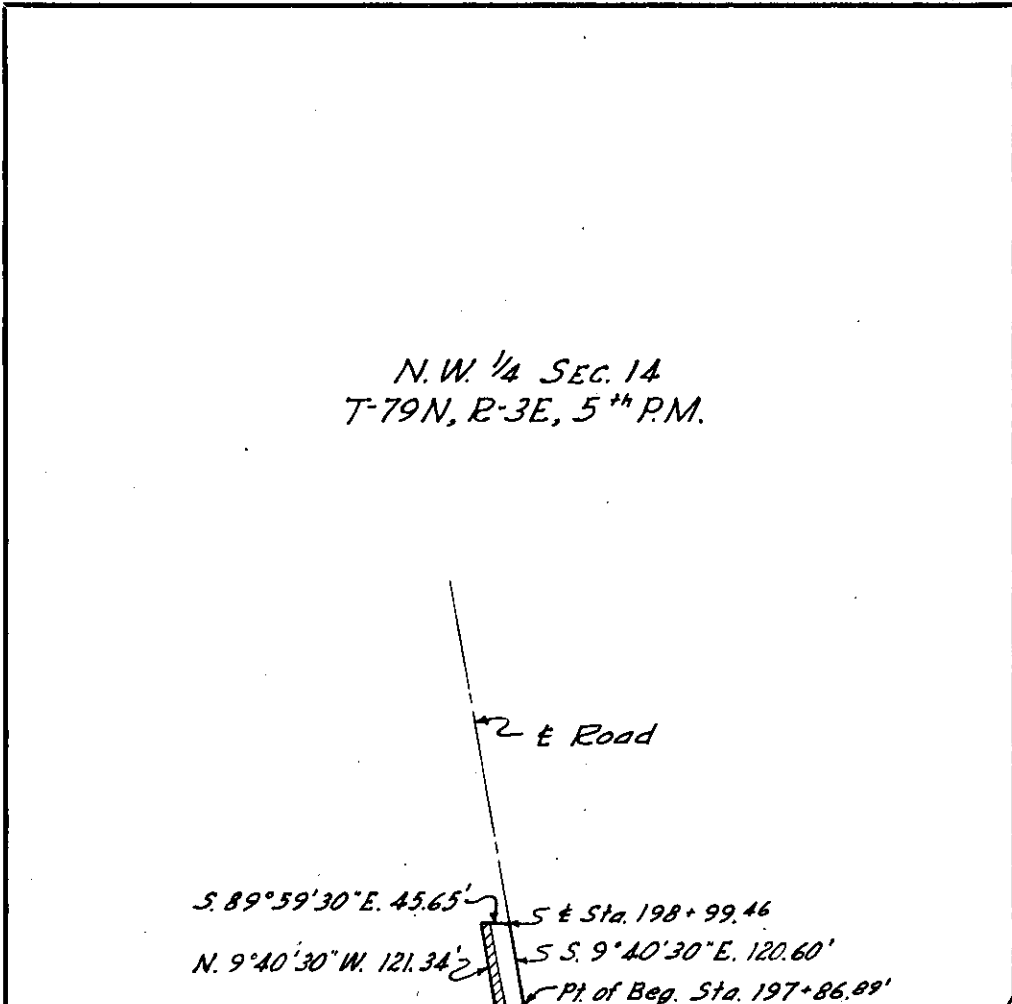 N.W. 1/4 SEC. 14
T-79N, R-3E, 5th P.M.
℄ Road
S. 89°59'30"E. 45.65'
℄ Sta. 198+99.46
N. 9°40'30"W. 121.34'
S. 9°40'30"E. 120.60'
Pt. of Beg. Sta. 197+86.89'